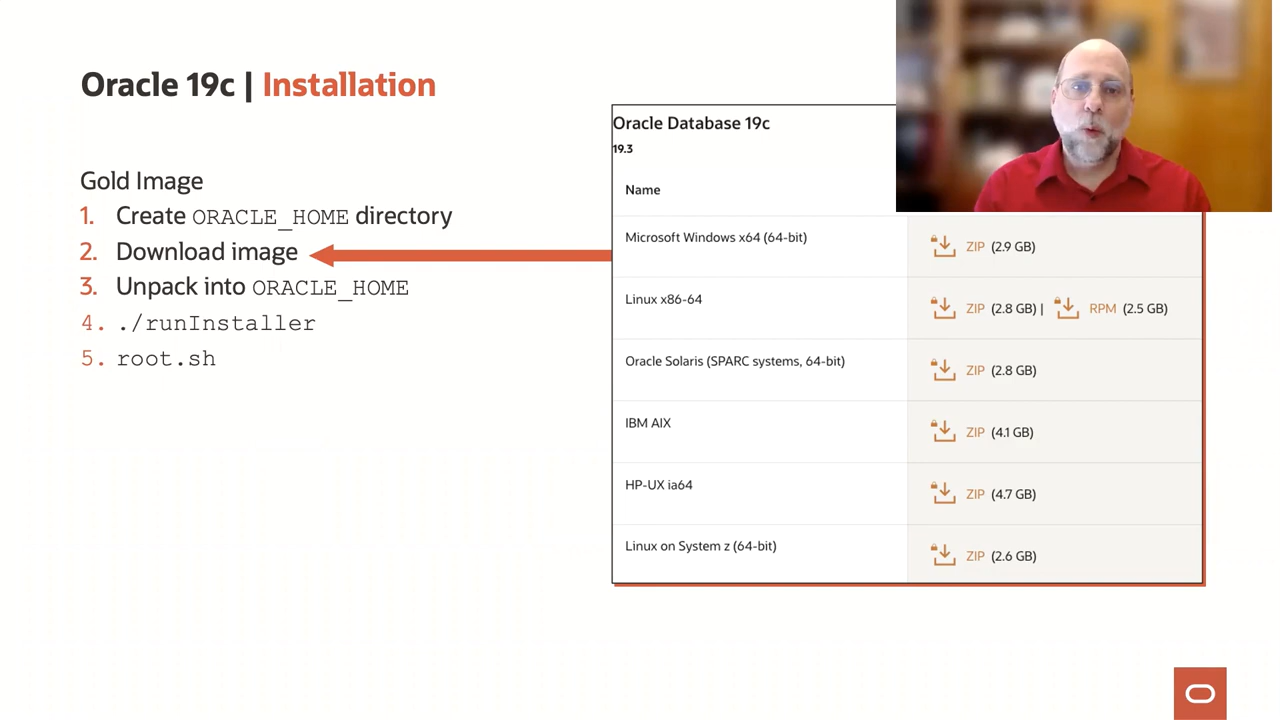 Oracle 19c | Installation
Gold Image
1. Create ORACLE_HOME directory
2. Download image
3. Unpack into ORACLE_HOME
4. ./runInstaller
5. root.sh
Oracle Database 19c
19.3
Name
Microsoft Windows x64 (64-bit) ZIP (2.9 GB)
Linux x86-64 ZIP (2.8 GB) | RPM (2.5 GB)
Oracle Solaris (SPARC systems, 64-bit) ZIP (2.8 GB)
IBM AIX ZIP (4.1 GB)
HP-UX ia64 ZIP (4.7 GB)
Linux on System z (64-bit) ZIP (2.6 GB)